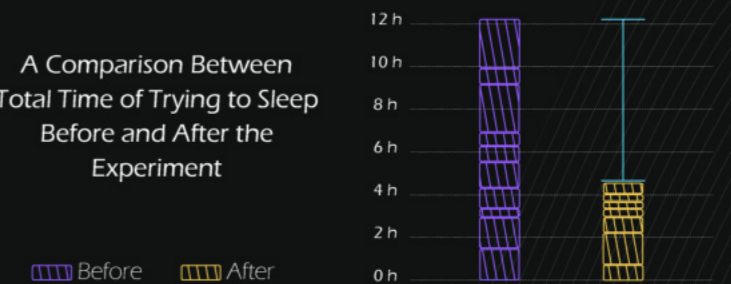 A Comparison Between
Total Time of Trying to Sleep
Before and After the
Experiment
Before
After
12 h
10 h
8 h
6 h
4 h
2 h
0 h